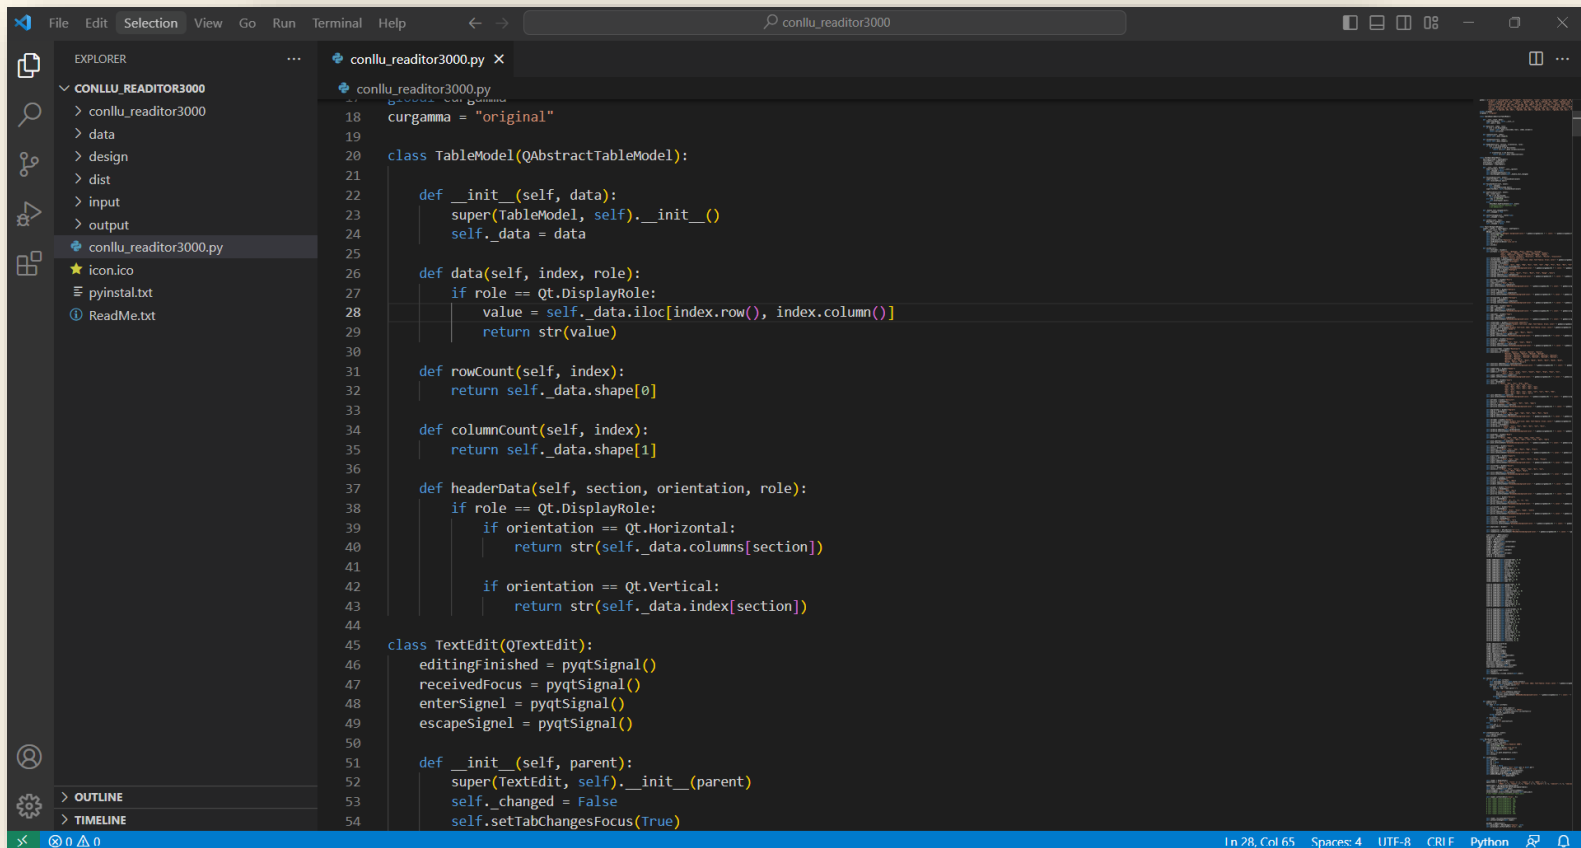 File Edit Selection View Go Run Terminal Help
conllu_readitor3000
EXPLORER
CONLLU_READITOR3000
conllu_readitor3000
data
design
dist
input
output
conllu_readitor3000.py
icon.ico
pyinstal.txt
ReadMe.txt
OUTLINE
TIMELINE
conllu_readitor3000.py
conllu_readitor3000.py
18 curgamma = "original"
19
20 class TableModel(QAbstractTableModel):
21
22 def __init__(self, data):
23 super(TableModel, self).__init__()
24 self._data = data
25
26 def data(self, index, role):
27 if role == Qt.DisplayRole:
28 value = self._data.iloc[index.row(), index.column()]
29 return str(value)
30
31 def rowCount(self, index):
32 return self._data.shape[0]
33
34 def columnCount(self, index):
35 return self._data.shape[1]
36
37 def headerData(self, section, orientation, role):
38 if role == Qt.DisplayRole:
39 if orientation == Qt.Horizontal:
40 return str(self._data.columns[section])
41
42 if orientation == Qt.Vertical:
43 return str(self._data.index[section])
44
45 class TextEdit(QTextEdit):
46 editingFinished = pyqtSignal()
47 receivedFocus = pyqtSignal()
48 enterSignel = pyqtSignal()
49 escapeSignel = pyqtSignal()
50
51 def __init__(self, parent):
52 super(TextEdit, self).__init__(parent)
53 self._changed = False
54 self.setTabChangesFocus(True)
0 0 Ln 28, Col 65 Spaces: 4 UTF-8 CRLF Python